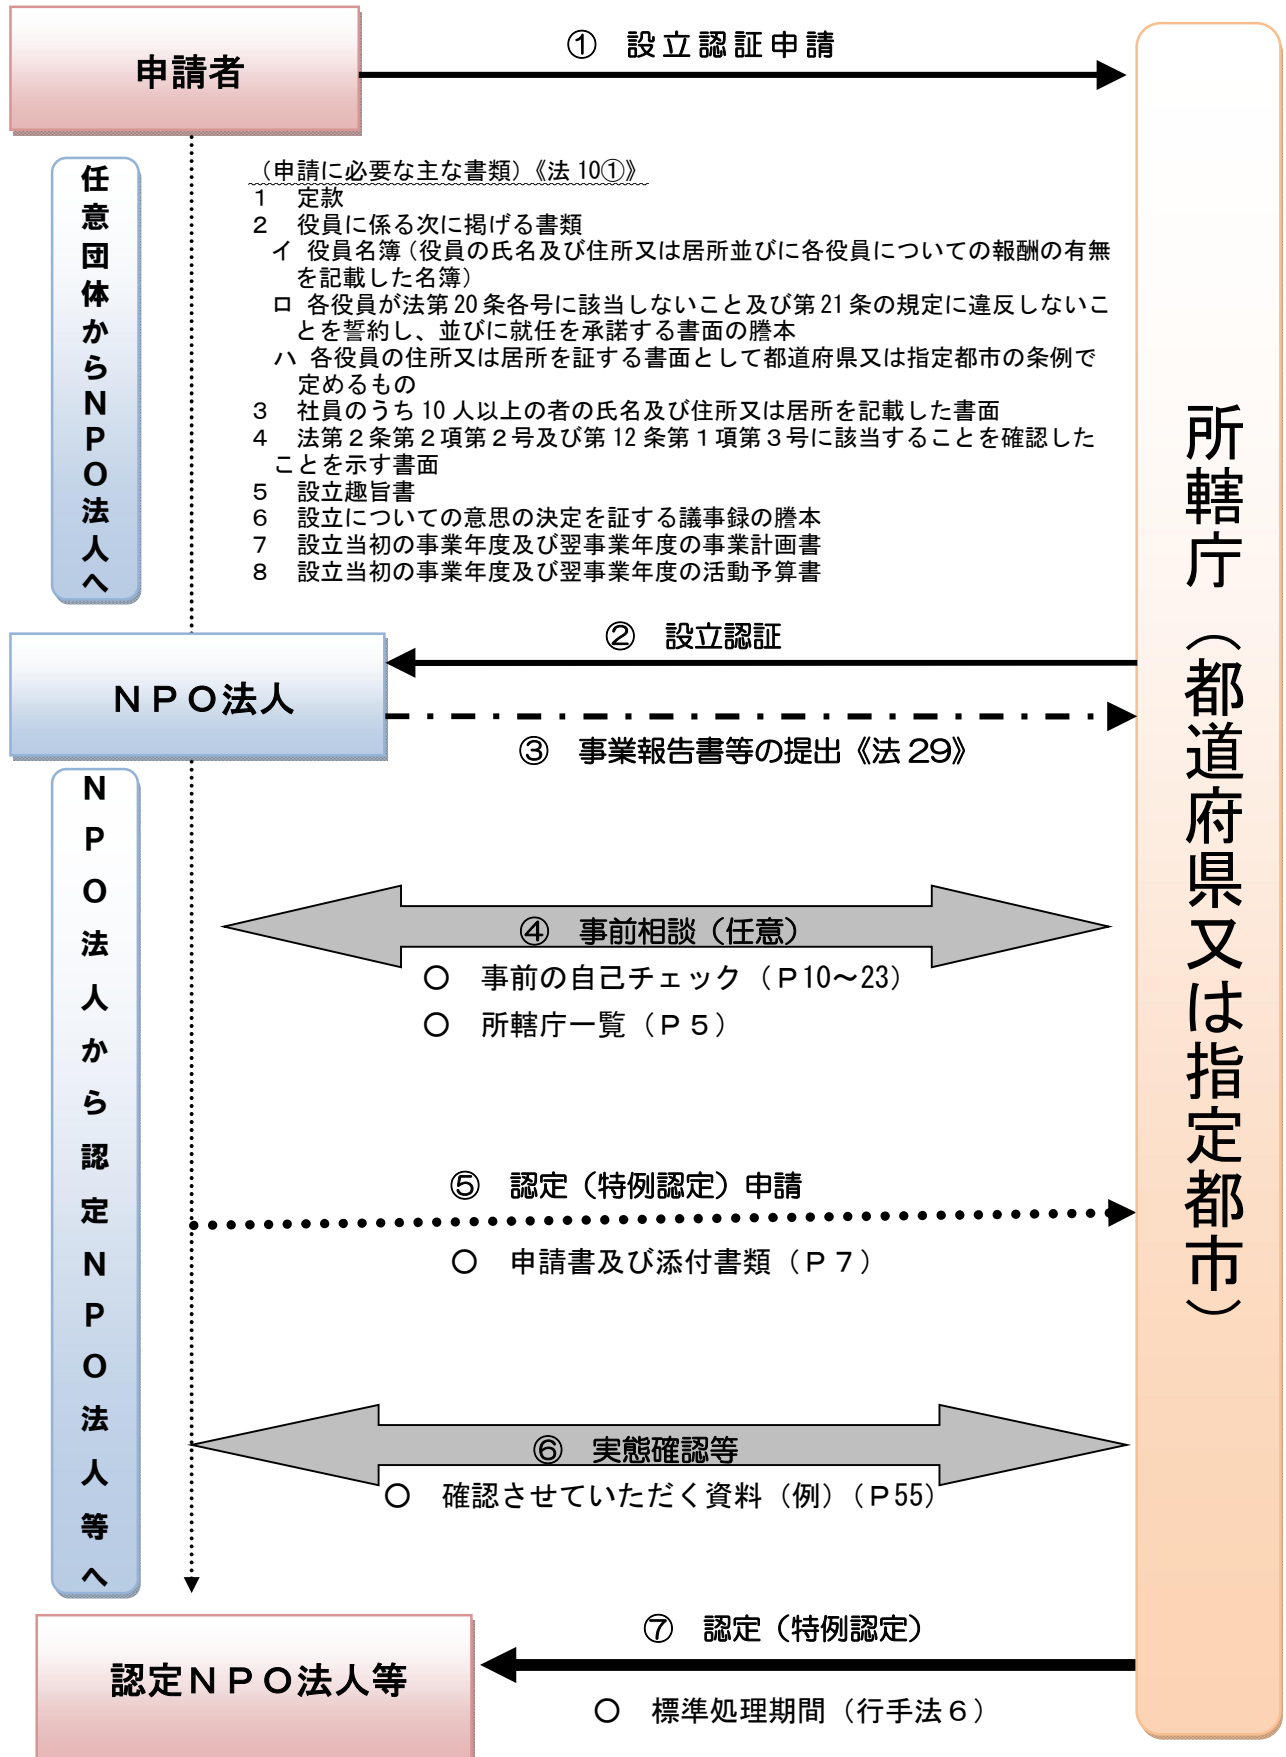 申請者
① 設立認証申請
任意団体からNPO法人へ
（申請に必要な主な書類）《法10①》
1 定款
2 役員に係る次に掲げる書類
イ 役員名簿（役員の氏名及び住所又は居所並びに各役員についての報酬の有無
を記載した名簿）
ロ 各役員が法第20条各号に該当しないこと及び第21条の規定に違反しないこ
とを誓約し、並びに就任を承諾する書面の謄本
ハ 各役員の住所又は居所を証する書面として都道府県又は指定都市の条例で
定めるもの
3 社員のうち10人以上の者の氏名及び住所又は居所を記載した書面
4 法第２条第２項第２号及び第12条第１項第３号に該当することを確認した
ことを示す書面
5 設立趣旨書
6 設立についての意思の決定を証する議事録の謄本
7 設立当初の事業年度及び翌事業年度の事業計画書
8 設立当初の事業年度及び翌事業年度の活動予算書
所轄庁（都道府県又は指定都市）
② 設立認証
ＮＰＯ法人
③ 事業報告書等の提出《法29》
NPO法人から認定NPO法人等へ
④ 事前相談（任意）
○ 事前の自己チェック（Ｐ10～23）
○ 所轄庁一覧（Ｐ５）
⑤ 認定（特例認定）申請
○ 申請書及び添付書類（Ｐ７）
⑥ 実態確認等
○ 確認させていただく資料（例）（Ｐ55）
⑦ 認定（特例認定）
認定ＮＰＯ法人等
○ 標準処理期間（行手法６）